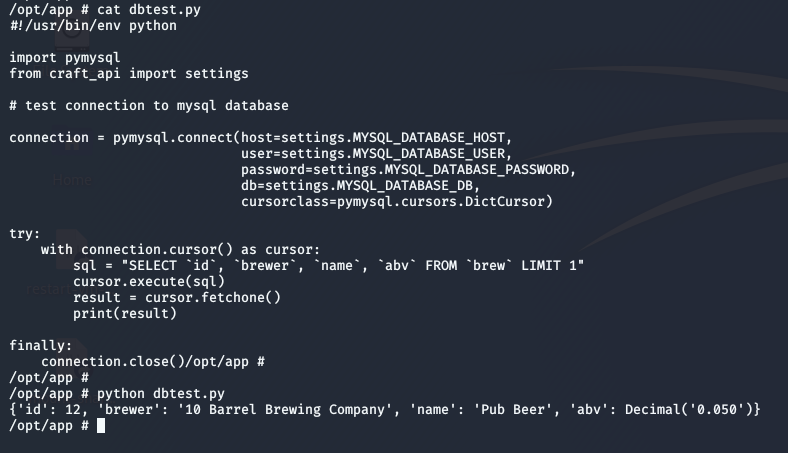 /opt/app # cat dbtest.py
#!/usr/bin/env python

import pymysql
from craft_api import settings

# test connection to mysql database

connection = pymysql.connect(host=settings.MYSQL_DATABASE_HOST,
                             user=settings.MYSQL_DATABASE_USER,
                             password=settings.MYSQL_DATABASE_PASSWORD,
                             db=settings.MYSQL_DATABASE_DB,
                             cursorclass=pymysql.cursors.DictCursor)

try:
    with connection.cursor() as cursor:
        sql = "SELECT `id`, `brewer`, `name`, `abv` FROM `brew` LIMIT 1"
        cursor.execute(sql)
        result = cursor.fetchone()
        print(result)

finally:
    connection.close()/opt/app #
/opt/app #
/opt/app # python dbtest.py
{'id': 12, 'brewer': '10 Barrel Brewing Company', 'name': 'Pub Beer', 'abv': Decimal('0.050')}
/opt/app #
Home